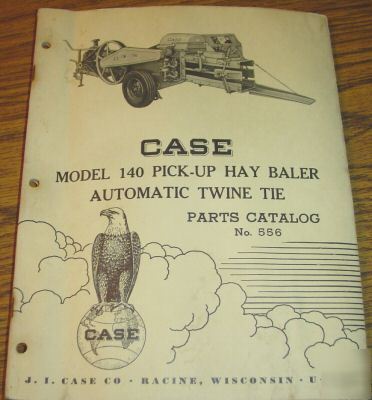 CASE
CASE
MODEL 140 PICK-UP HAY BALER
AUTOMATIC TWINE TIE
PARTS CATALOG
No. 556
CASE
J. I. CASE CO · RACINE, WISCONSIN · U